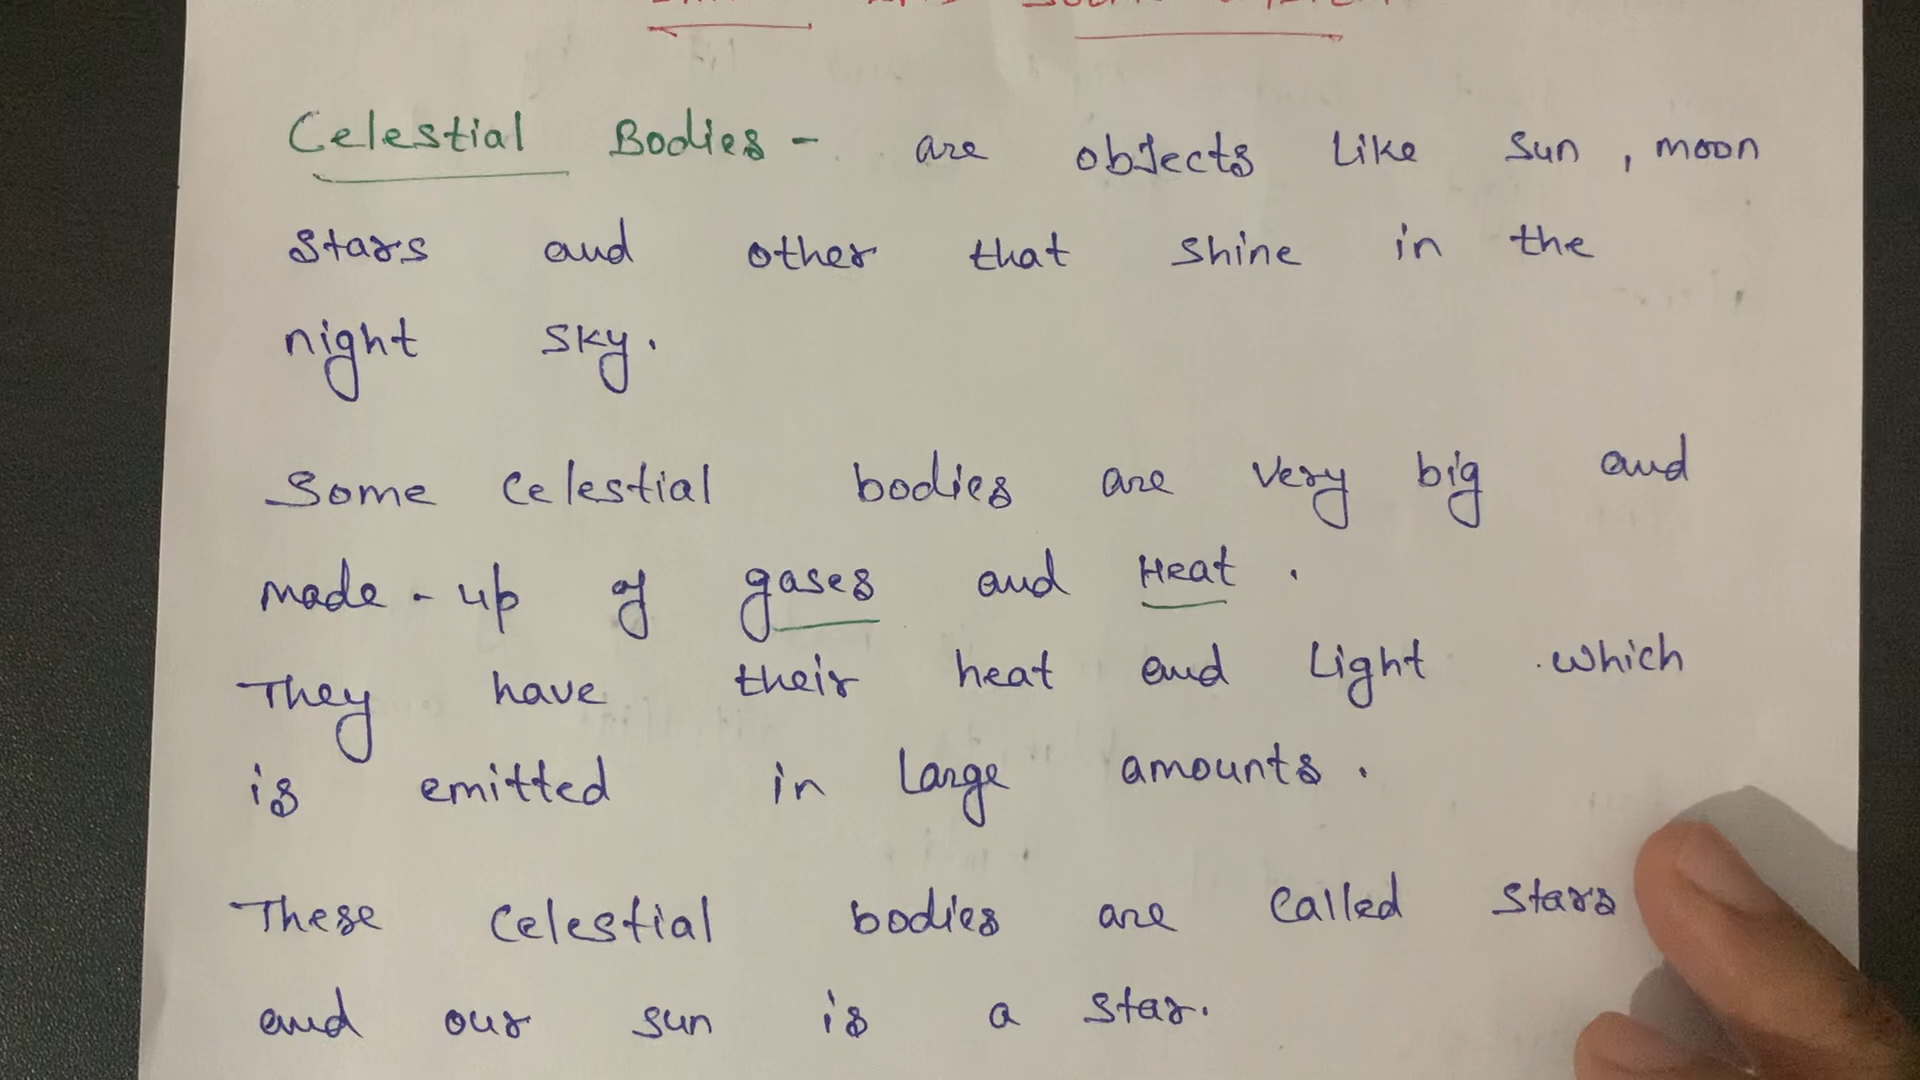 Celestial Bodies - are objects like sun, moon
stars and other that shine in the
night sky.
Some celestial bodies are very big and
made-up of gases and Heat.
They have their heat and light which
is emitted in large amounts.
These celestial bodies are called stars
and our sun is a star.